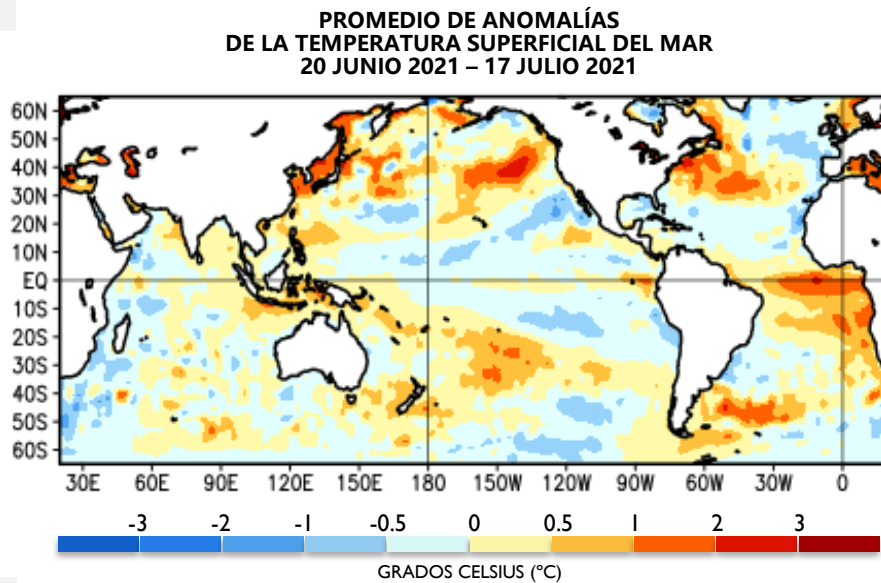 PROMEDIO DE ANOMALÍAS
DE LA TEMPERATURA SUPERFICIAL DEL MAR
20 JUNIO 2021 – 17 JULIO 2021
60N
50N
40N
30N
20N
10N
EQ
10S
20S
30S
40S
50S
60S
30E 60E 90E 120E 150E 180 150W 120W 90W 60W 30W 0
-3 -2 -1 -0.5 0 0.5 1 2 3
GRADOS CELSIUS (°C)